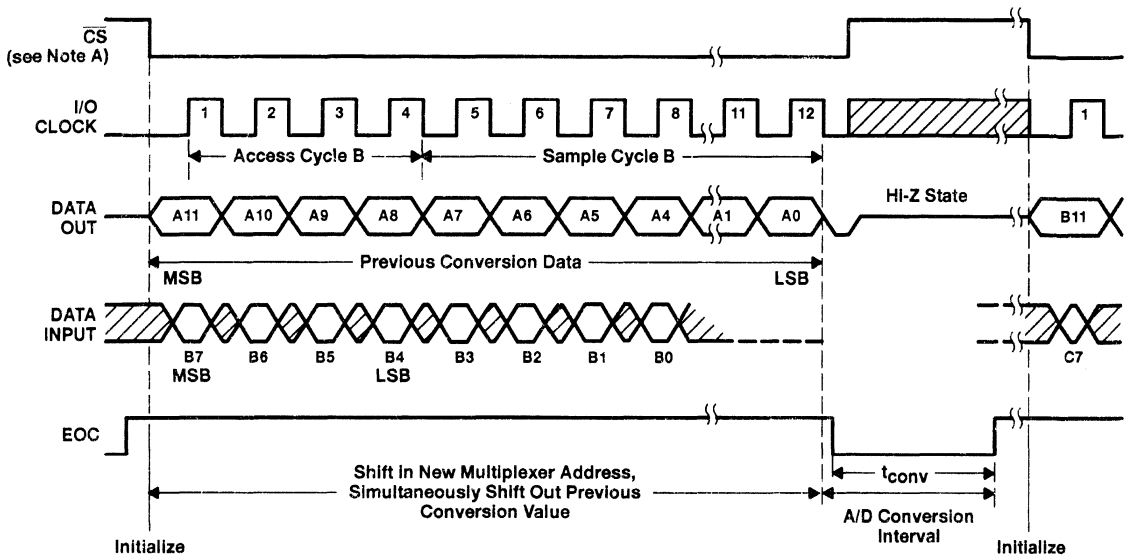 CS
(see Note A)
I/O
CLOCK
1 2 3 4 5 6 7 8 11 12 1
Access Cycle B Sample Cycle B
DATA
OUT
A11 A10 A9 A8 A7 A6 A5 A4 A1 A0 Hi-Z State B11
Previous Conversion Data
MSB LSB
DATA
INPUT
B7 B6 B5 B4 B3 B2 B1 B0 C7
MSB LSB
EOC
tconv
Shift in New Multiplexer Address,
Simultaneously Shift Out Previous
Conversion Value
A/D Conversion
Interval
Initialize Initialize